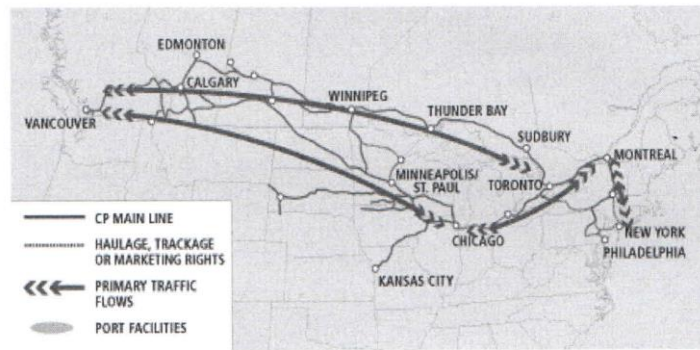 EDMONTON
CALGARY
VANCOUVER
WINNIPEG
THUNDER BAY
SUDBURY
MONTREAL
TORONTO
MINNEAPOLIS/
ST. PAUL
CHICAGO
NEW YORK
PHILADELPHIA
KANSAS CITY
CP MAIN LINE
HAULAGE, TRACKAGE
OR MARKETING RIGHTS
PRIMARY TRAFFIC
FLOWS
PORT FACILITIES